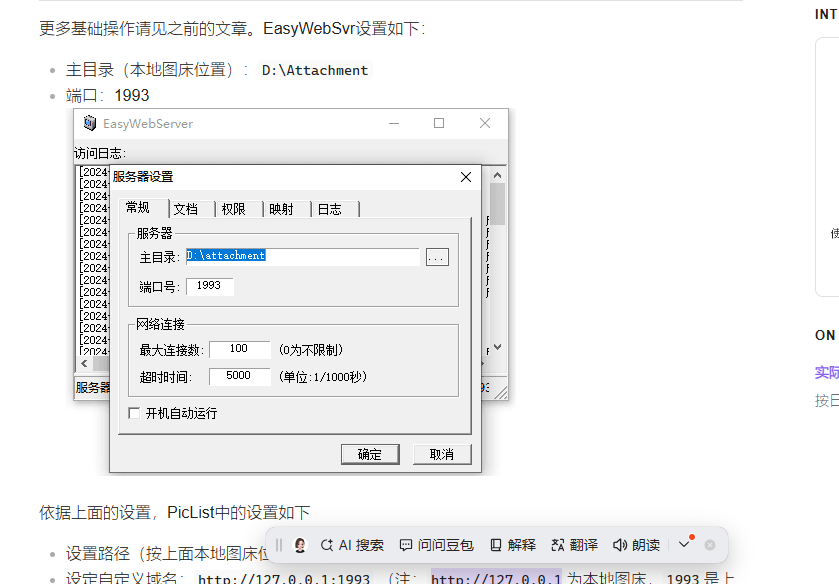 更多基础操作请见之前的文章。EasyWebSvr设置如下:
INT
主目录（本地图床位置）: D:\Attachment
端口: 1993
EasyWebServer
访问日志:
[2024-
服务器设置
[2024-
常规 文档 权限 映射 日志
[2024-
服务器
[2024-
主目录: D:\attachment ...
[2024-
端口号: 1993
[2024-
网络连接
[2024-
最大连接数: 100 (0为不限制)
[2024-
超时时间: 5000 (单位:1/1000秒)
服务器
开机自动运行
确定 取消
ON
实际
按日
依据上面的设置，PicList中的设置如下
设置路径（按上面本地图床位
AI 搜索 问问豆包 解释 翻译 朗读
设定自定义域名: http://127.0.0.1:1993 （注: http://127.0.0.1 为本地图床，1993 是上